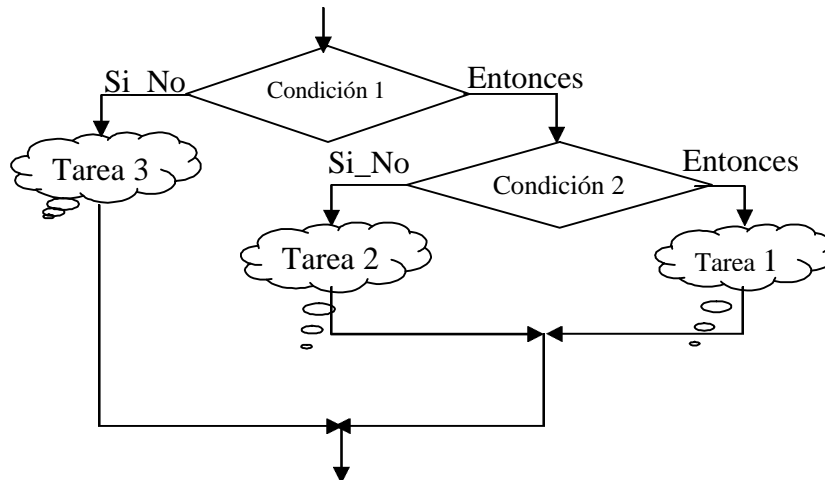 Si_No
Condición 1
Entonces
Tarea 3
Si_No
Condición 2
Entonces
Tarea 2
Tarea 1